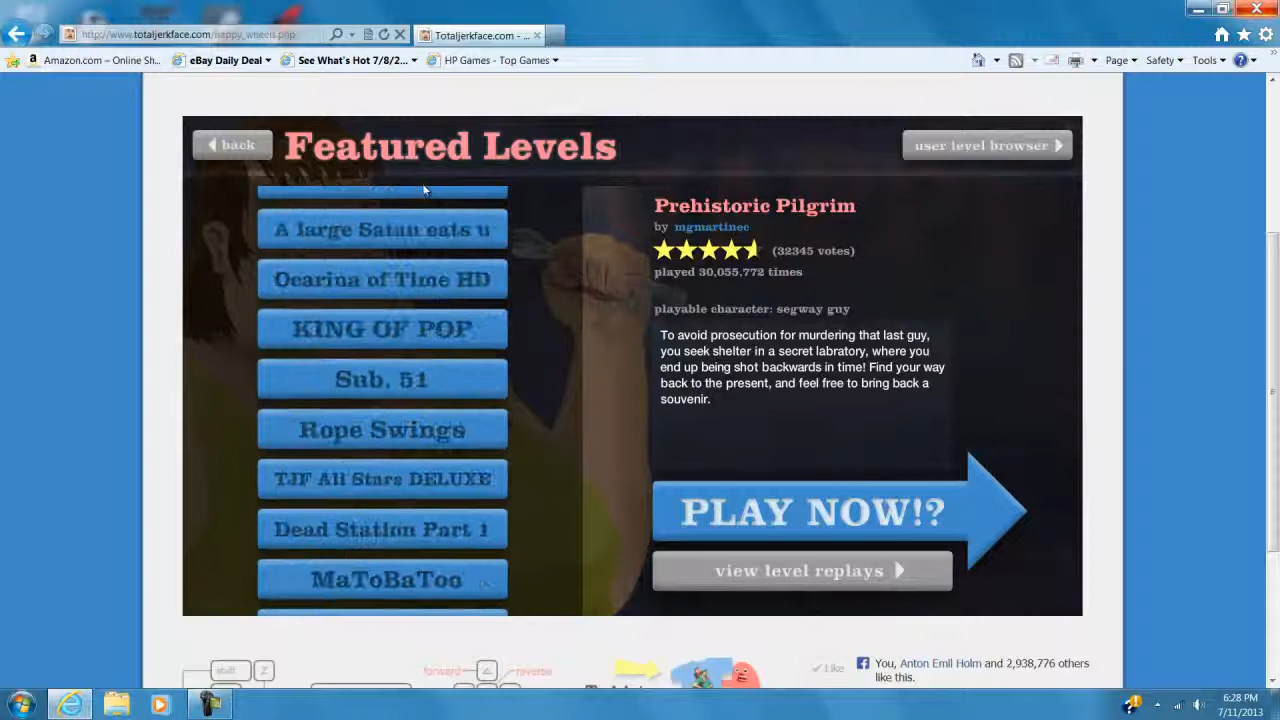 http://www.totaljerkface.com/happy_wheels.php
Totaljerkface.com - ...
Amazon.com – Online Sh...
eBay Daily Deal
See What's Hot 7/8/2...
HP Games - Top Games
Page
Safety
Tools
back
Featured Levels
user level browser
A large Satan eats u
Ocarina of Time HD
KING OF POP
Sub. 51
Rope Swings
TJF All Stars DELUXE
Dead Station Part 1
MaToBaToo
Prehistoric Pilgrim
by mgmartinee
(32345 votes)
played 30,055,772 times
playable character: segway guy
To avoid prosecution for murdering that last guy,
you seek shelter in a secret labratory, where you
end up being shot backwards in time! Find your way
back to the present, and feel free to bring back a
souvenir.
PLAY NOW!?
view level replays
Z
forward
reverse
Like
You, Anton Emil Holm and 2,938,776 others
like this.
6:28 PM
7/11/2013